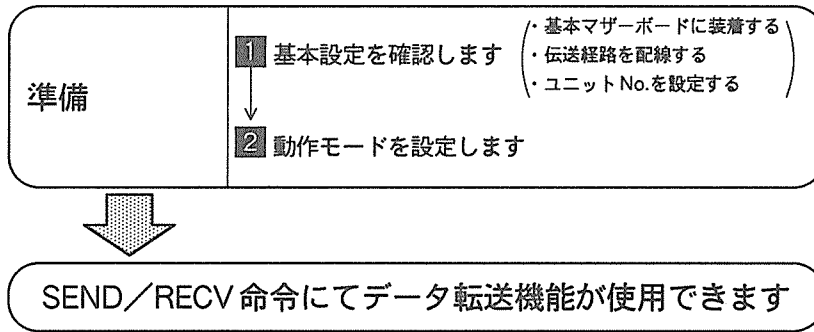 準備
1 基本設定を確認します
・基本マザーボードに装着する
・伝送経路を配線する
・ユニットNo.を設定する
2 動作モードを設定します
SEND／RECV命令にてデータ転送機能が使用できます